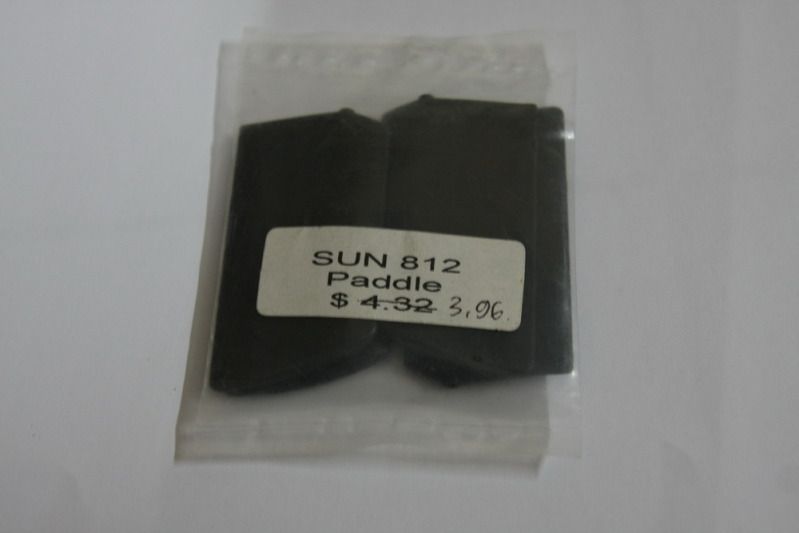 SUN 812
Paddle
$ 4.32 3,96.